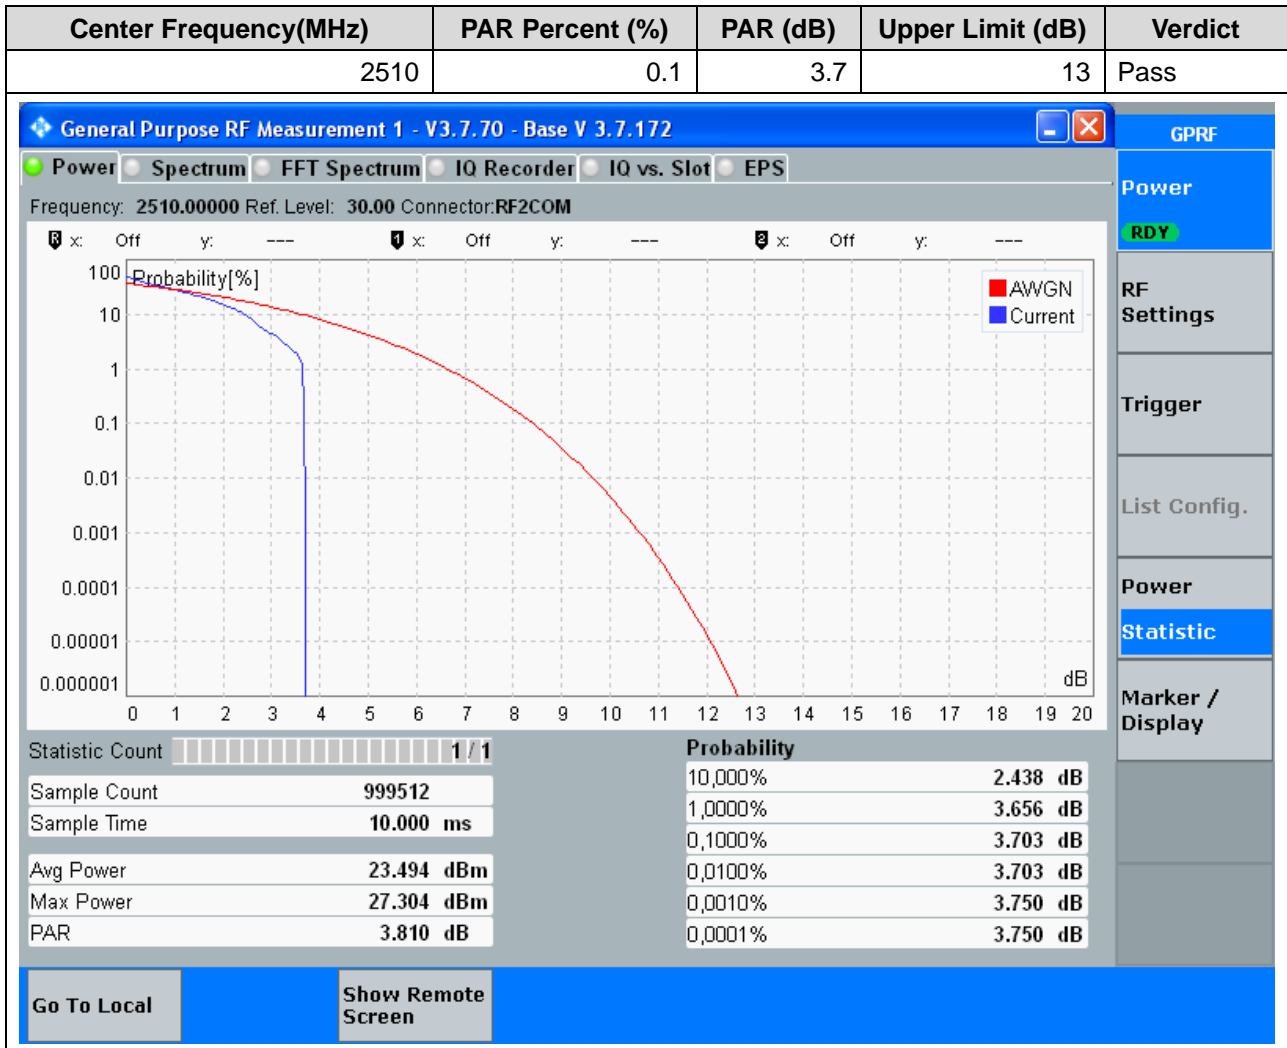 Center Frequency(MHz) PAR Percent (%) PAR (dB) Upper Limit (dB) Verdict
2510 0.1 3.7 13 Pass
General Purpose RF Measurement 1 - V3.7.70 - Base V 3.7.172
GPRF
Power Spectrum FFT Spectrum IQ Recorder IQ vs. Slot EPS
Frequency: 2510.00000 Ref. Level: 30.00 Connector:RF2COM
R x: Off y: --- 1 x: Off y: --- 2 x: Off y: ---
Probability[%]
100
10
1
0.1
0.01
0.001
0.0001
0.00001
0.000001
AWGN
Current
dB
0 1 2 3 4 5 6 7 8 9 10 11 12 13 14 15 16 17 18 19 20
Statistic Count 1 / 1
Sample Count 999512
Sample Time 10.000 ms
Avg Power 23.494 dBm
Max Power 27.304 dBm
PAR 3.810 dB
Probability
10,000% 2.438 dB
1,0000% 3.656 dB
0,1000% 3.703 dB
0,0100% 3.703 dB
0,0010% 3.750 dB
0,0001% 3.750 dB
Power
RDY
RF
Settings
Trigger
List Config.
Power
Statistic
Marker /
Display
Go To Local
Show Remote
Screen